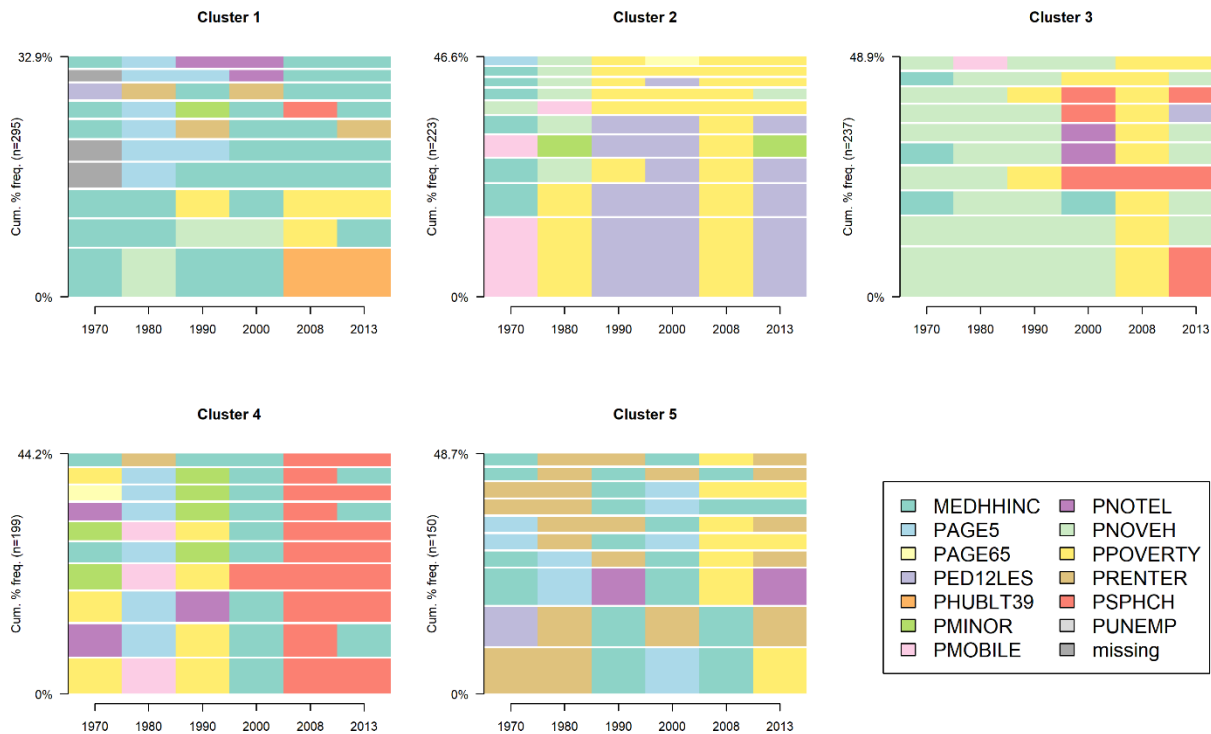 Cluster 1
32.9%
Cum. % freq. (n=295)
0%
1970 1980 1990 2000 2008 2013
Cluster 2
46.6%
Cum. % freq. (n=223)
0%
1970 1980 1990 2000 2008 2013
Cluster 3
48.9%
Cum. % freq. (n=237)
0%
1970 1980 1990 2000 2008 2013
Cluster 4
44.2%
Cum. % freq. (n=199)
0%
1970 1980 1990 2000 2008 2013
Cluster 5
48.7%
Cum. % freq. (n=150)
0%
1970 1980 1990 2000 2008 2013
MEDHHINC PNOTEL
PAGE5 PNOVEH
PAGE65 PPOVERTY
PED12LES PRENTER
PHUBLT39 PSPHCH
PMINOR PUNEMP
PMOBILE missing